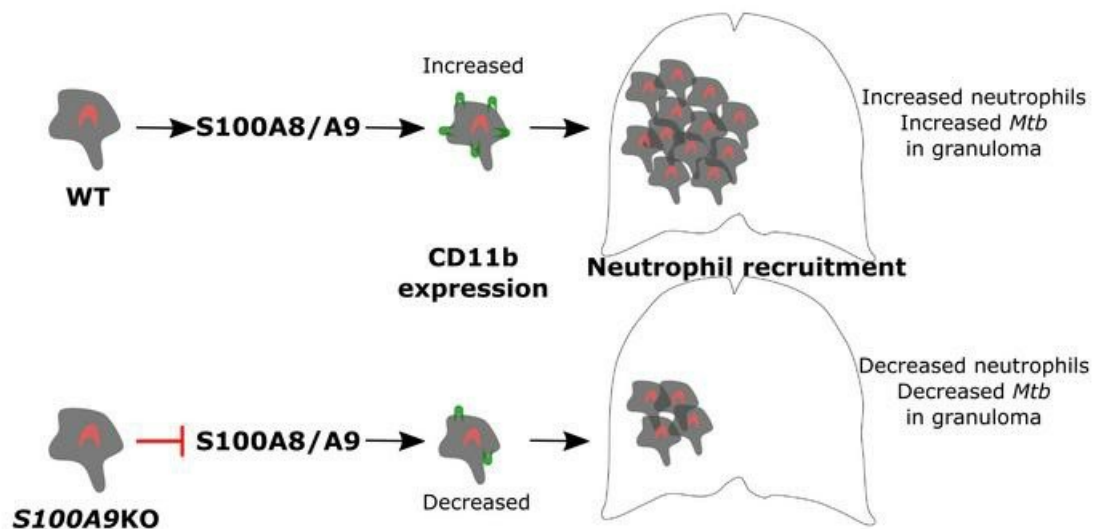 Increased
WT
S100A8/A9
CD11b
expression
Neutrophil recruitment
Increased neutrophils
Increased Mtb
in granuloma
S100A9KO
S100A8/A9
Decreased
Decreased neutrophils
Decreased Mtb
in granuloma